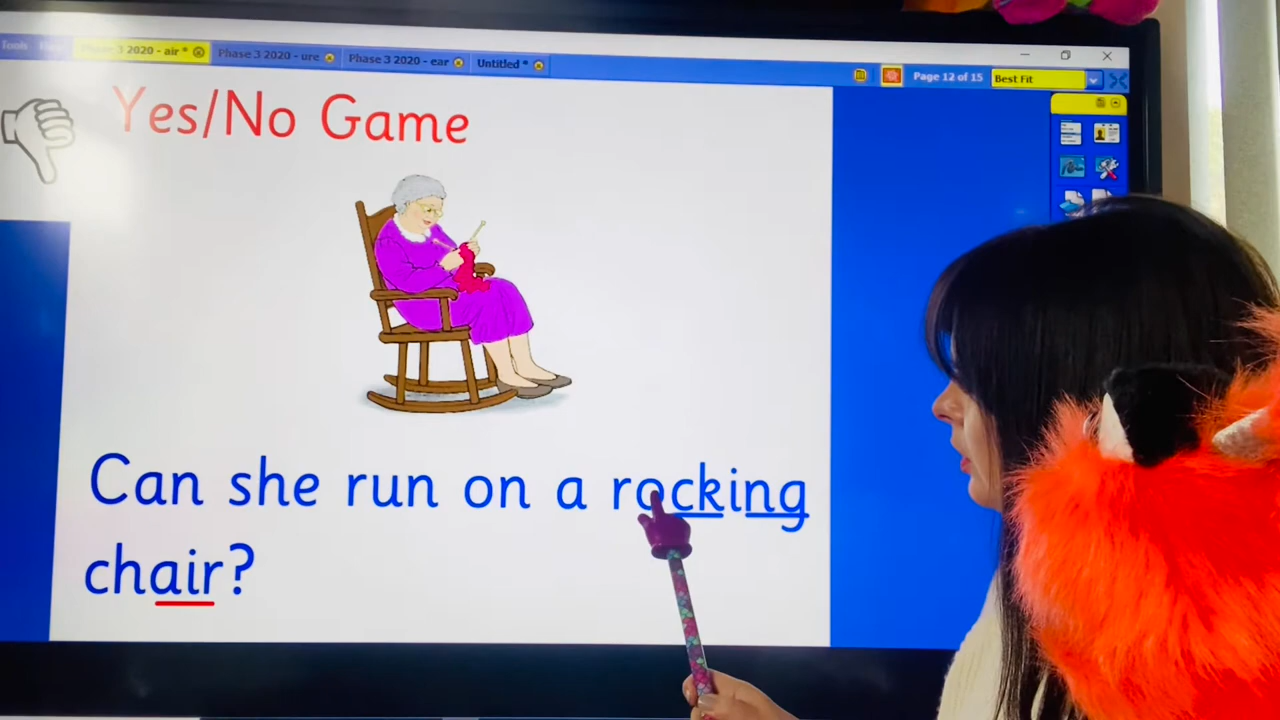 Tools
Phase 3 2020 - air *
Phase 3 2020 - ure
Phase 3 2020 - ear
Untitled *
Page 12 of 15
Best Fit
Yes/No Game
Can she run on a rocking
chair?